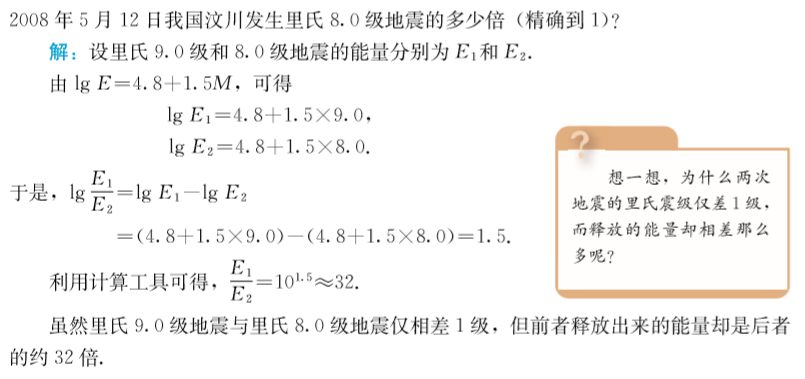 2008 年 5 月 12 日我国汶川发生里氏 8.0 级地震的多少倍（精确到 1）？
解：设里氏 9.0 级和 8.0 级地震的能量分别为 E₁和 E₂.
由 lg E=4.8+1.5M，可得
lg E₁=4.8+1.5×9.0，
lg E₂=4.8+1.5×8.0.
于是，lg E₁/E₂=lg E₁-lg E₂
=(4.8+1.5×9.0)-(4.8+1.5×8.0)=1.5.
利用计算工具可得，E₁/E₂=10¹·⁵≈32.
虽然里氏 9.0 级地震与里氏 8.0 级地震仅相差 1 级，但前者释放出来的能量却是后者
的约 32 倍.
?
想一想，为什么两次
地震的里氏震级仅差 1 级，
而释放的能量却相差那么
多呢？